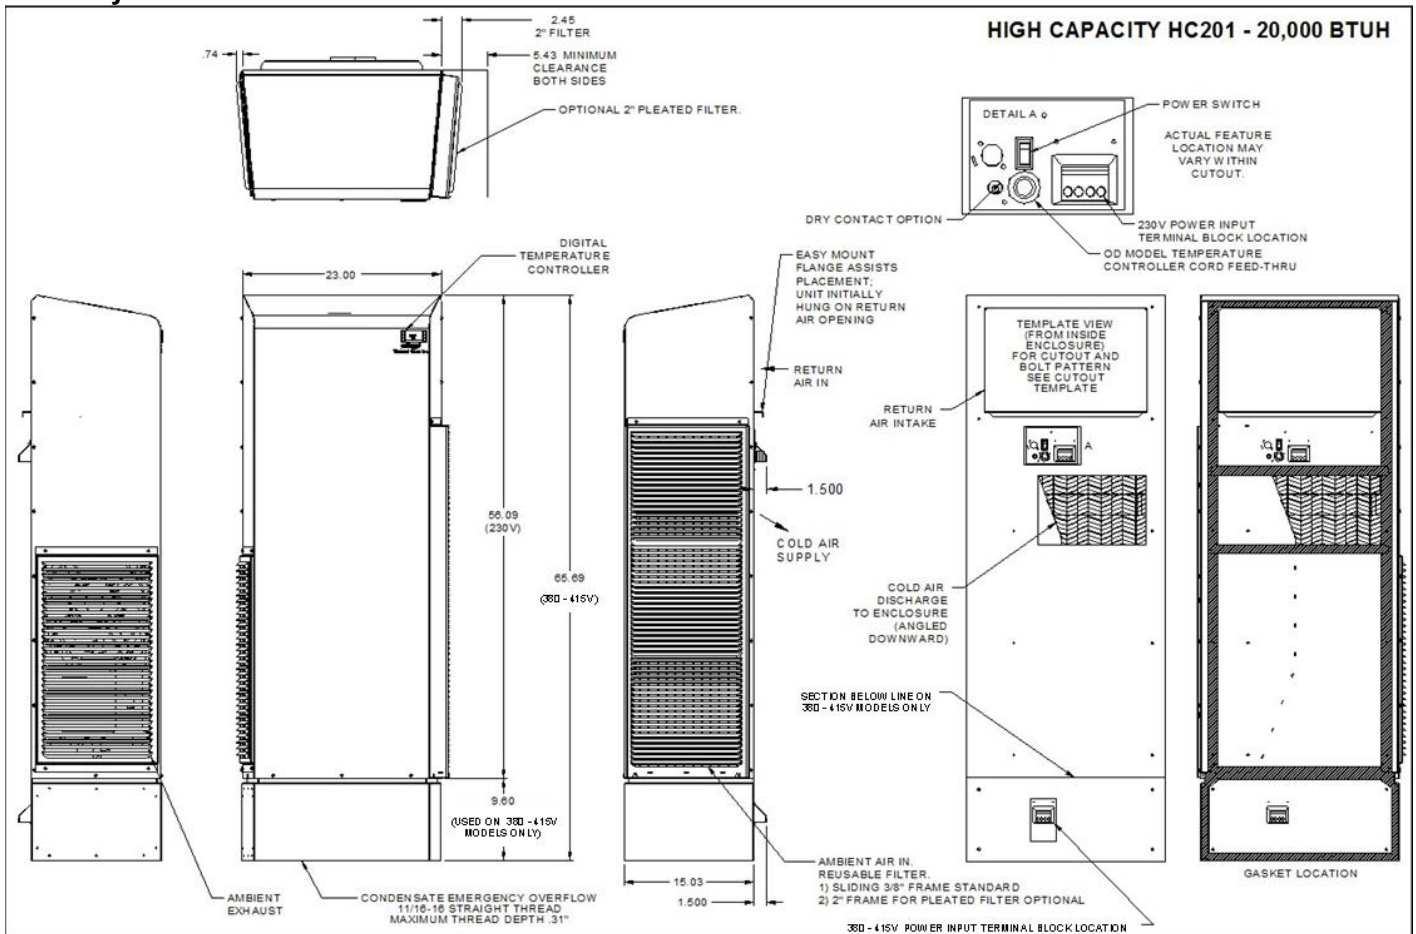 HIGH CAPACITY HC201 - 20,000 BTUH
2.45
2" FILTER
.74
5.43 MINIMUM
CLEARANCE
BOTH SIDES
OPTIONAL 2" PLEATED FILTER.
DETAIL A
POWER SWITCH
ACTUAL FEATURE
LOCATION MAY
VARY WITHIN
CUTOUT.
DRY CONTACT OPTION
230V POWER INPUT
TERMINAL BLOCK LOCATION
OD MODEL TEMPERATURE
CONTROLLER CORD FEED-THRU
DIGITAL
TEMPERATURE
CONTROLLER
23.00
EASY MOUNT
FLANGE ASSISTS
PLACEMENT;
UNIT INITIALLY
HUNG ON RETURN
AIR OPENING
TEMPLATE VIEW
(FROM INSIDE
ENCLOSURE)
FOR CUTOUT AND
BOLT PATTERN
SEE CUTOUT
TEMPLATE
RETURN
AIR IN
RETURN
AIR INTAKE
A
1.500
56.09
(230V)
COLD AIR
SUPPLY
65.69
(380 - 415V)
COLD AIR
DISCHARGE
TO ENCLOSURE
(ANGLED
DOWNWARD)
SECTION BELOW LINE ON
380 - 415V MODELS ONLY
9.60
(USED ON 380 - 415V
MODELS ONLY)
AMBIENT
EXHAUST
CONDENSATE EMERGENCY OVERFLOW
11/16-16 STRAIGHT THREAD
MAXIMUM THREAD DEPTH .31"
15.03
1.500
AMBIENT AIR IN.
REUSABLE FILTER.
1) SLIDING 3/8" FRAME STANDARD
2) 2" FRAME FOR PLEATED FILTER OPTIONAL
GASKET LOCATION
380 - 415V POWER INPUT TERMINAL BLOCK LOCATION